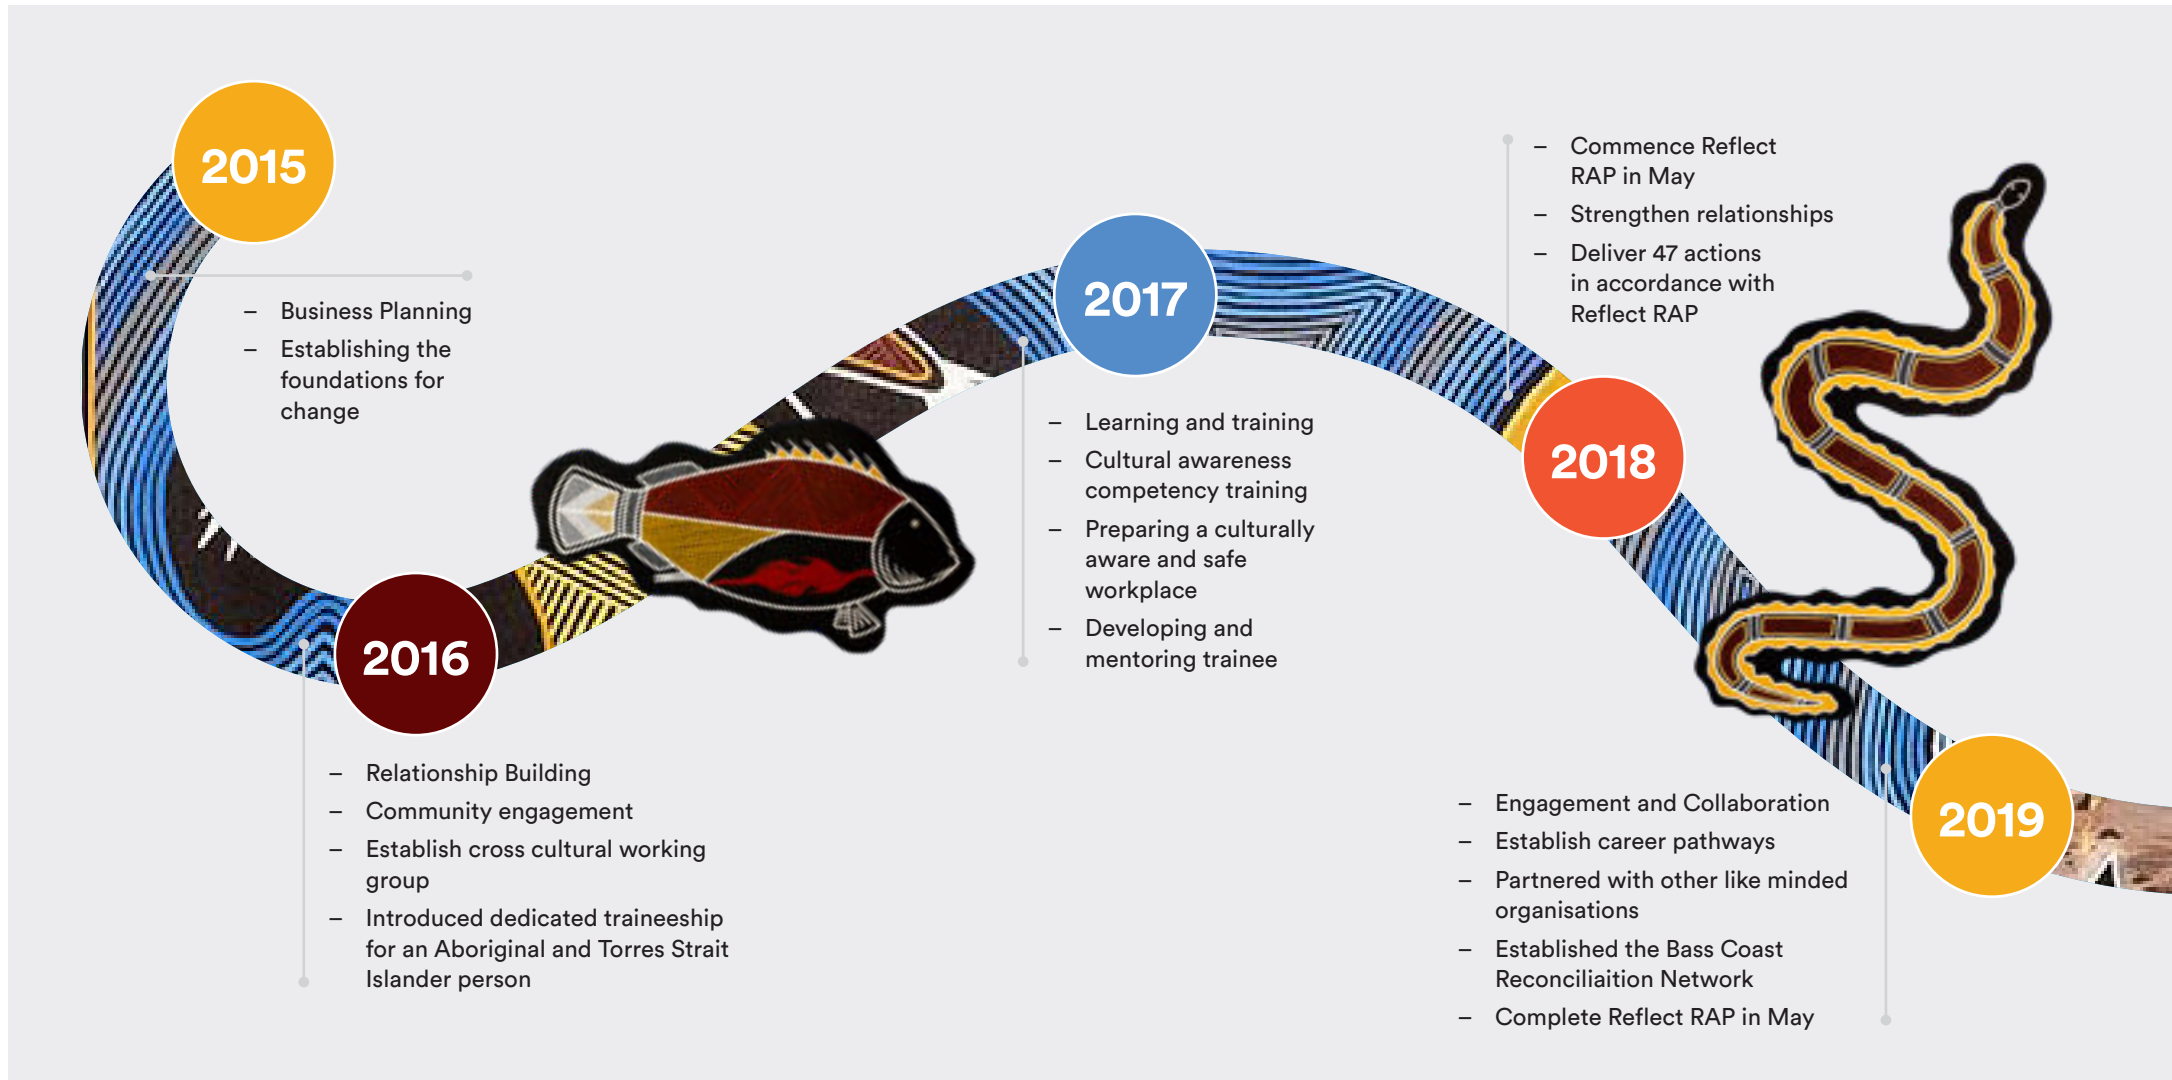 2015
– Business Planning
– Establishing the
foundations for
change
2016
– Relationship Building
– Community engagement
– Establish cross cultural working
group
– Introduced dedicated traineeship
for an Aboriginal and Torres Strait
Islander person
2017
– Learning and training
– Cultural awareness
competency training
– Preparing a culturally
aware and safe
workplace
– Developing and
mentoring trainee
2018
– Commence Reflect
RAP in May
– Strengthen relationships
– Deliver 47 actions
in accordance with
Reflect RAP
2019
– Engagement and Collaboration
– Establish career pathways
– Partnered with other like minded
organisations
– Established the Bass Coast
Reconciliaition Network
– Complete Reflect RAP in May